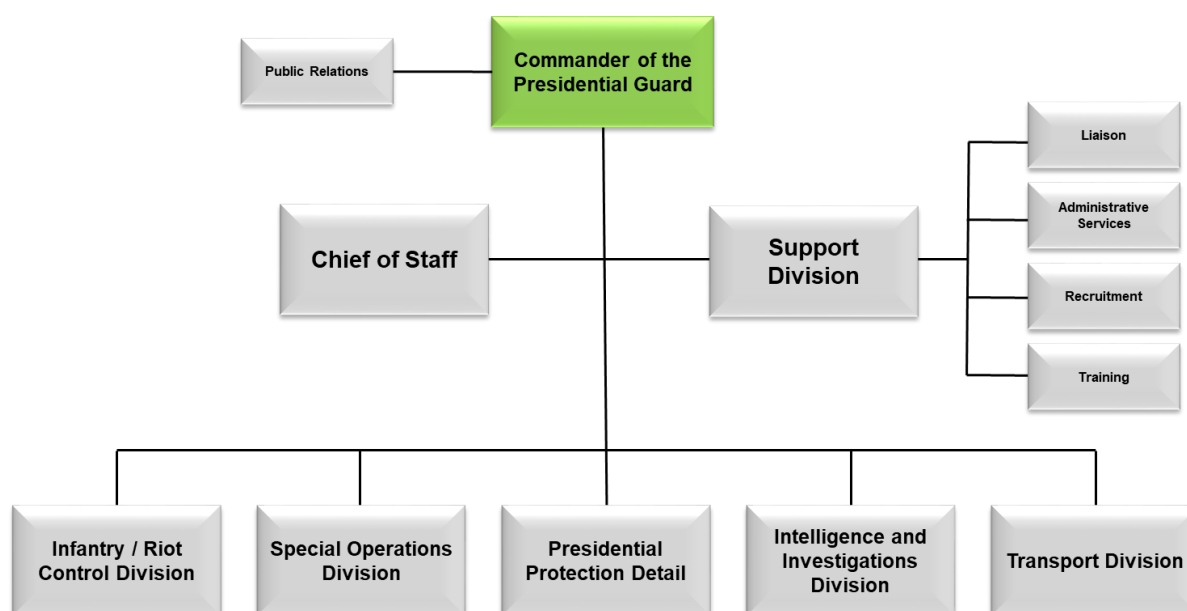 Public Relations
Commander of the
Presidential Guard
Liaison
Administrative
Services
Chief of Staff
Support
Division
Recruitment
Training
Infantry / Riot
Control Division
Special Operations
Division
Presidential
Protection Detail
Intelligence and
Investigations
Division
Transport Division